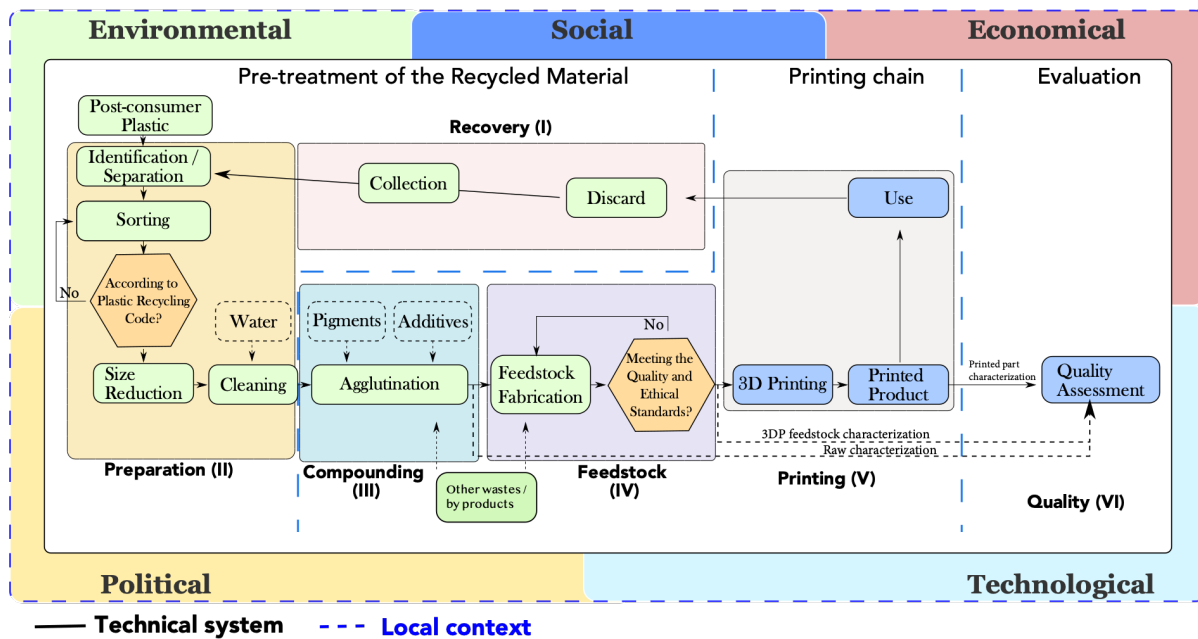 Environmental
Social
Economical
Pre-treatment of the Recycled Material
Printing chain
Evaluation
Post-consumer
Plastic
Recovery (I)
Identification /
Separation
Collection
Discard
Use
Sorting
No
According to
Plastic Recycling
Code?
Water
Pigments
Additives
No
Meeting the
Quality and
Ethical
Standards?
Size
Reduction
Cleaning
Agglutination
Feedstock
Fabrication
3D Printing
Printed
Product
Printed part
characterization)
Quality
Assessment
3DP feedstock characterization)
Raw characterization)
Preparation (II)
Compounding
(III)
Other wastes /
by products
Feedstock
(IV)
Printing (V)
Quality (VI)
Political
Technological
Technical system
Local context